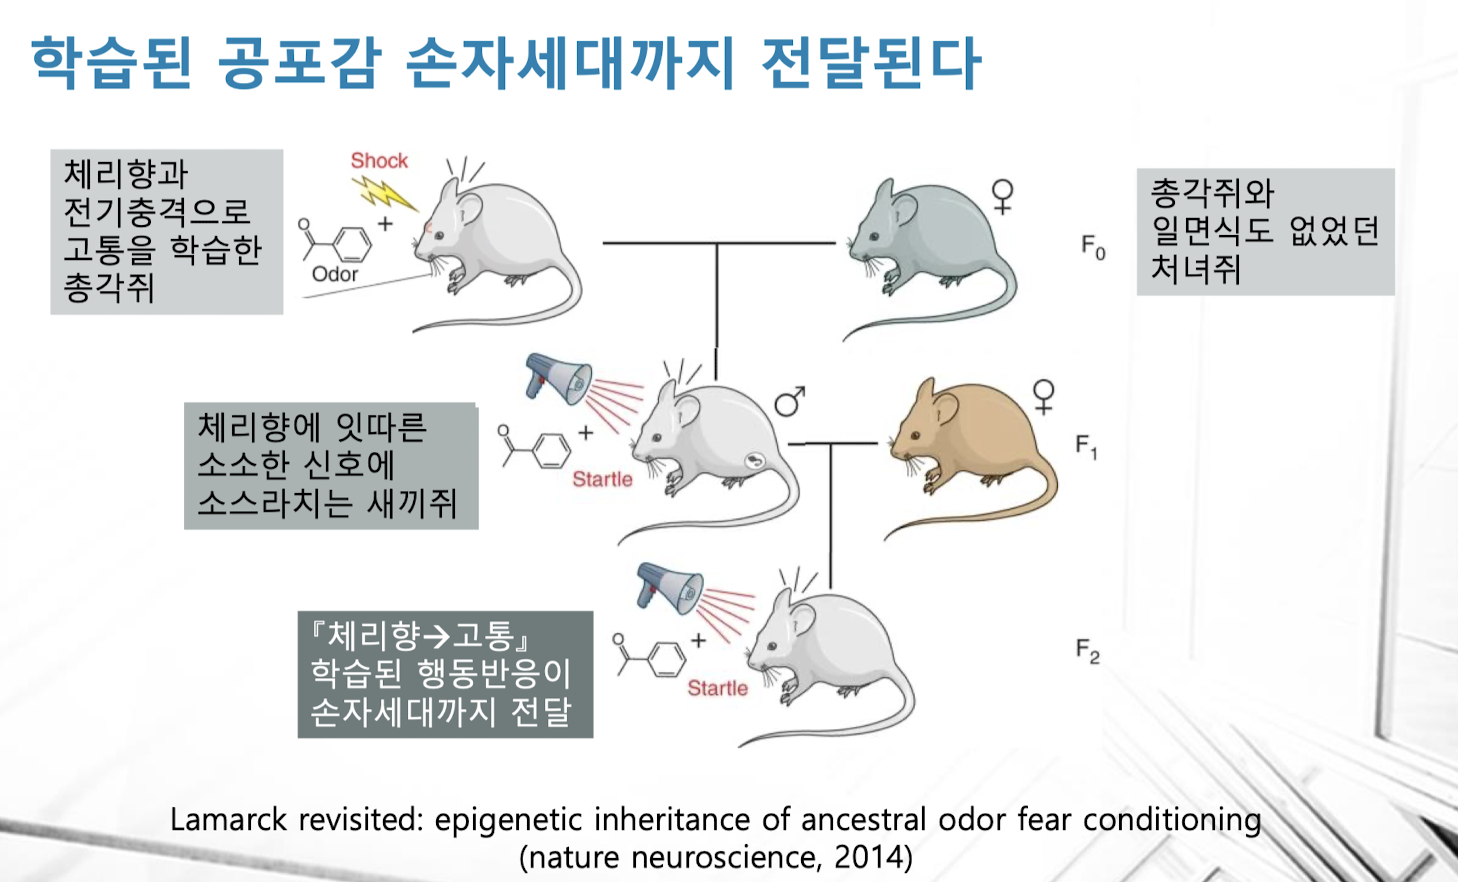 학습된 공포감 손자세대까지 전달된다
체리향과
전기충격으로
고통을 학습한
총각쥐
Shock
+
Odor
♀
F0
총각쥐와
일면식도 없었던
처녀쥐
체리향에 잇따른
소소한 신호에
소스라치는 새끼쥐
+
Startle
♂
♀
F1
『체리향→고통』
학습된 행동반응이
손자세대까지 전달
+
Startle
F2
Lamarck revisited: epigenetic inheritance of ancestral odor fear conditioning
(nature neuroscience, 2014)